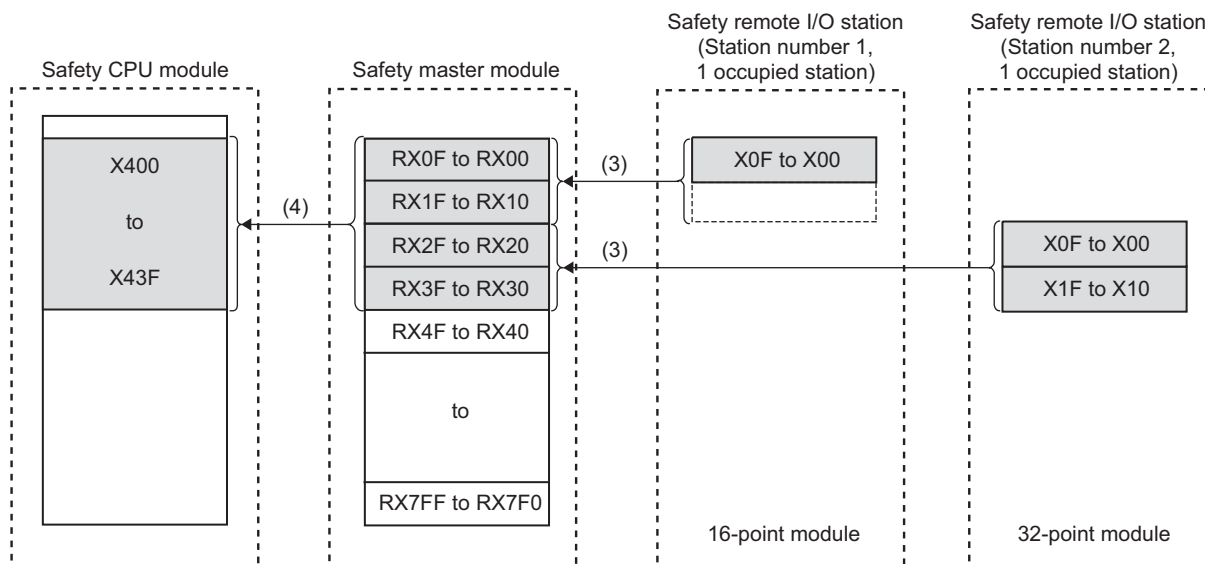 Safety CPU module
Safety master module
Safety remote I/O station
(Station number 1,
1 occupied station)
Safety remote I/O station
(Station number 2,
1 occupied station)
X400
to
X43F
(4)
RX0F to RX00
RX1F to RX10
RX2F to RX20
RX3F to RX30
RX4F to RX40
to
RX7FF to RX7F0
(3)
(3)
X0F to X00
16-point module
X0F to X00
X1F to X10
32-point module